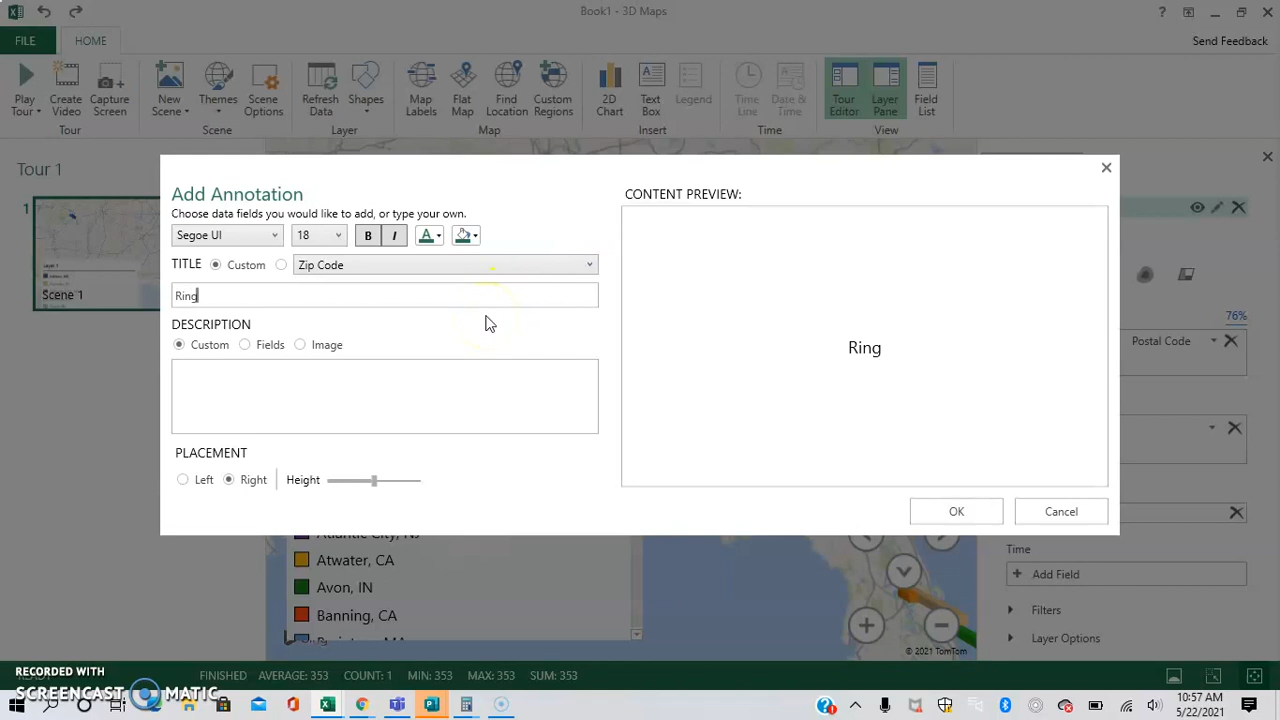 Book1 - 3D Maps
?
FILE
HOME
Send Feedback
Play
Tour
Create
Video
Capture
Screen
New
Scene
Themes
Scene
Options
Refresh
Data
Shapes
Map
Labels
Flat
Map
Find
Location
Custom
Regions
2D
Chart
Text
Box
Legend
Time
Line
Date &
Time
Tour
Editor
Layer
Pane
Field
List
Tour
Scene
Layer
Map
Insert
Time
View
Tour 1
1
Scene 1
Add Annotation
Choose data fields you would like to add, or type your own.
Segoe UI
18
B
I
A
TITLE
Custom
Zip Code
Ring
DESCRIPTION
Custom
Fields
Image
PLACEMENT
Left
Right
Height
CONTENT PREVIEW:
Ring
OK
Cancel
76%
Postal Code
Time
Add Field
Filters
Layer Options
Atlantic City, NJ
Atwater, CA
Avon, IN
Banning, CA
© 2021 TomTom
RECORDED WITH
SCREENCAST MATIC
FINISHED
AVERAGE: 353
COUNT: 1
MIN: 353
MAX: 353
SUM: 353
10:57 AM
5/22/2021